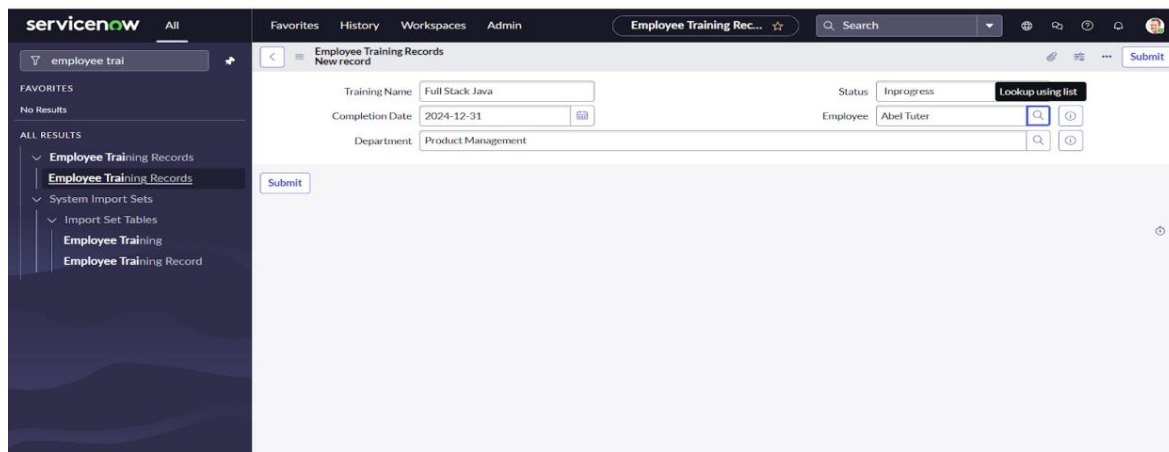 servicenow All Favorites History Workspaces Admin Employee Training Rec... Search
employee trai
Employee Training Records
New record
Submit
FAVORITES
No Results
ALL RESULTS
Employee Training Records
Employee Training Records
System Import Sets
Import Set Tables
Employee Training
Employee Training Record
Training Name Full Stack Java
Status Inprogress
Lookup using list
Completion Date 2024-12-31
Employee Abel Tuter
Department Product Management
Submit